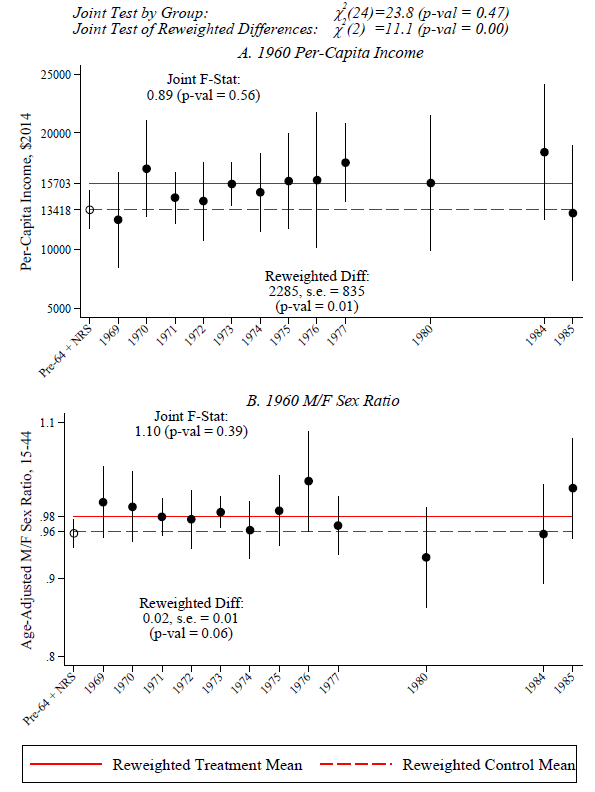 Joint Test by Group: χ²(24)=23.8 (p-val = 0.47)
Joint Test of Reweighted Differences: χ²(2) =11.1 (p-val = 0.00)
A. 1960 Per-Capita Income
Per-Capita Income, $2014
25000
20000
15703
13418
10000
5000
Joint F-Stat:
0.89 (p-val = 0.56)
Reweighted Diff:
2285, s.e. = 835
(p-val = 0.01)
Pre-64 + NRS
1969
1970
1971
1972
1973
1974
1975
1976
1977
1980
1984
1985
B. 1960 M/F Sex Ratio
Age-Adjusted M/F Sex Ratio, 15-44
1.1
.98
.96
.9
.8
Joint F-Stat:
1.10 (p-val = 0.39)
Reweighted Diff:
0.02, s.e. = 0.01
(p-val = 0.06)
Pre-64 + NRS
1969
1970
1971
1972
1973
1974
1975
1976
1977
1980
1984
1985
Reweighted Treatment Mean
Reweighted Control Mean